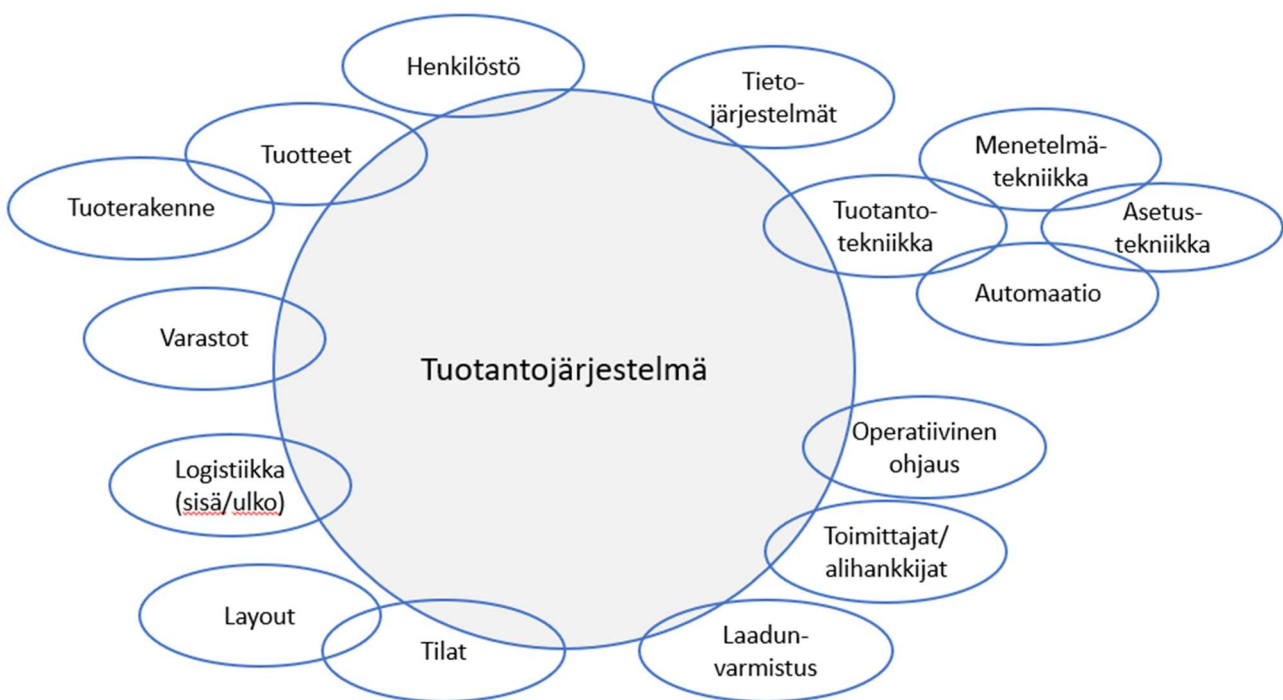 Henkilöstö
Tieto-
järjestelmät
Tuotteet
Menetelmä-
tekniikka
Tuoterakenne
Tuotanto-
tekniikka
Asetus-
tekniikka
Automaatio
Varastot
Tuotantojärjestelmä
Operatiivinen
ohjaus
Logistiikka
(sisä/ulko)
Toimittajat/
alihankkijat
Layout
Tilat
Laadun-
varmistus